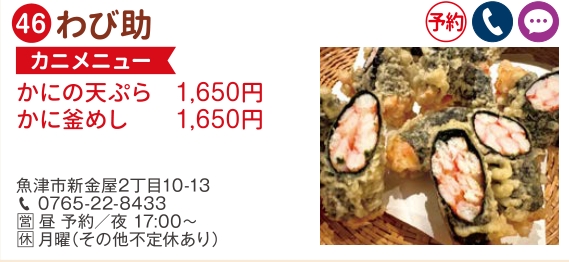 46 わび助
予約
カニメニュー
かにの天ぷら 1,650円
かに釜めし 1,650円
魚津市新金屋2丁目10-13
0765-22-8433
営 昼 予約／夜 17:00～
休 月曜（その他不定休あり）